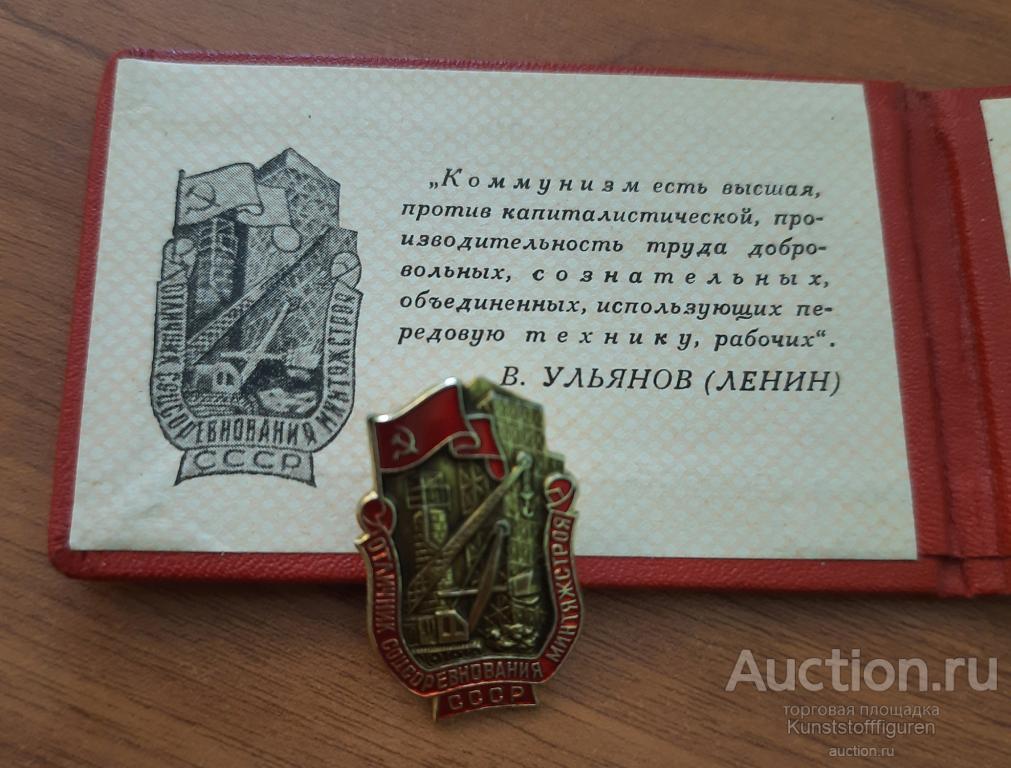 „Коммунизм есть высшая,
против капиталистической, про-
изводительность труда добро-
вольных, сознательных,
объединенных, использующих пе-
редовую технику, рабочих“.
В. УЛЬЯНОВ (ЛЕНИН)
ОТЛИЧНИК СОЦСОРЕВНОВАНИЯ МИНТЯЖСТРОЯ
СССР
ОТЛИЧНИК СОЦСОРЕВНОВАНИЯ МИНТЯЖСТРОЯ
СССР
Auction.ru
торговая площадка
Kunststofffiguren
auction.ru